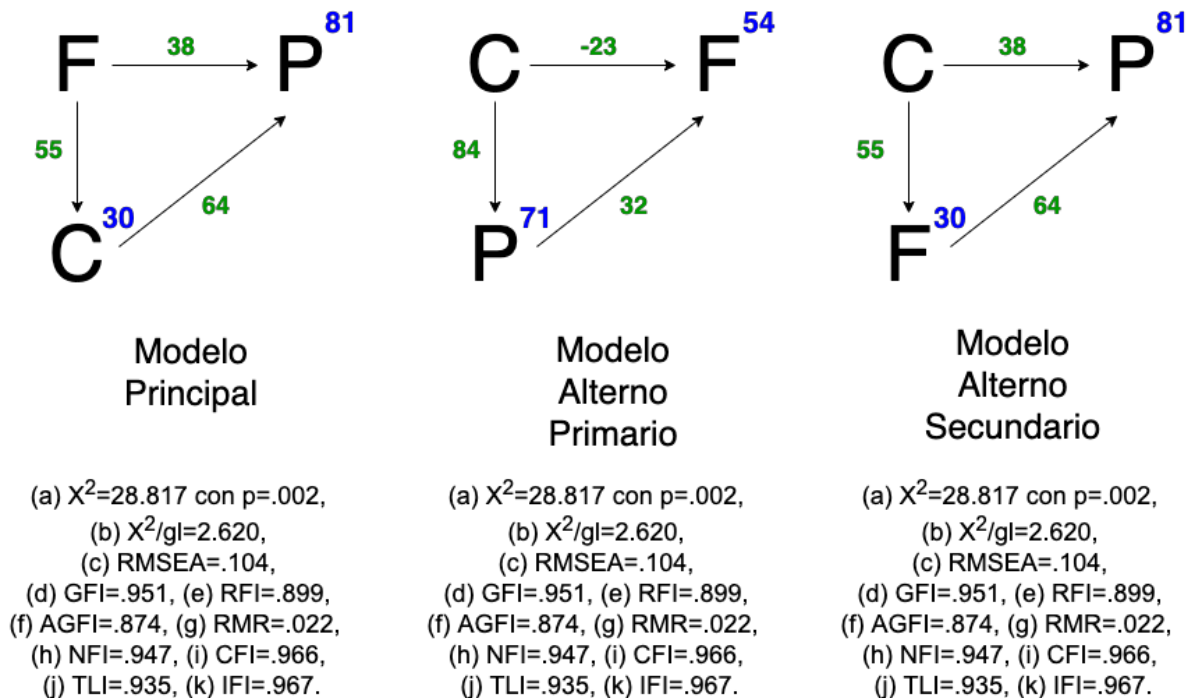 F 38 P 81
55
64
C 30
Modelo
Principal
(a) X²=28.817 con p=.002,
(b) X²/gl=2.620,
(c) RMSEA=.104,
(d) GFI=.951, (e) RFI=.899,
(f) AGFI=.874, (g) RMR=.022,
(h) NFI=.947, (i) CFI=.966,
(j) TLI=.935, (k) IFI=.967.
C -23 F 54
84
32
P 71
Modelo
Alterno
Primario
(a) X²=28.817 con p=.002,
(b) X²/gl=2.620,
(c) RMSEA=.104,
(d) GFI=.951, (e) RFI=.899,
(f) AGFI=.874, (g) RMR=.022,
(h) NFI=.947, (i) CFI=.966,
(j) TLI=.935, (k) IFI=.967.
C 38 P 81
55
64
F 30
Modelo
Alterno
Secundario
(a) X²=28.817 con p=.002,
(b) X²/gl=2.620,
(c) RMSEA=.104,
(d) GFI=.951, (e) RFI=.899,
(f) AGFI=.874, (g) RMR=.022,
(h) NFI=.947, (i) CFI=.966,
(j) TLI=.935, (k) IFI=.967.